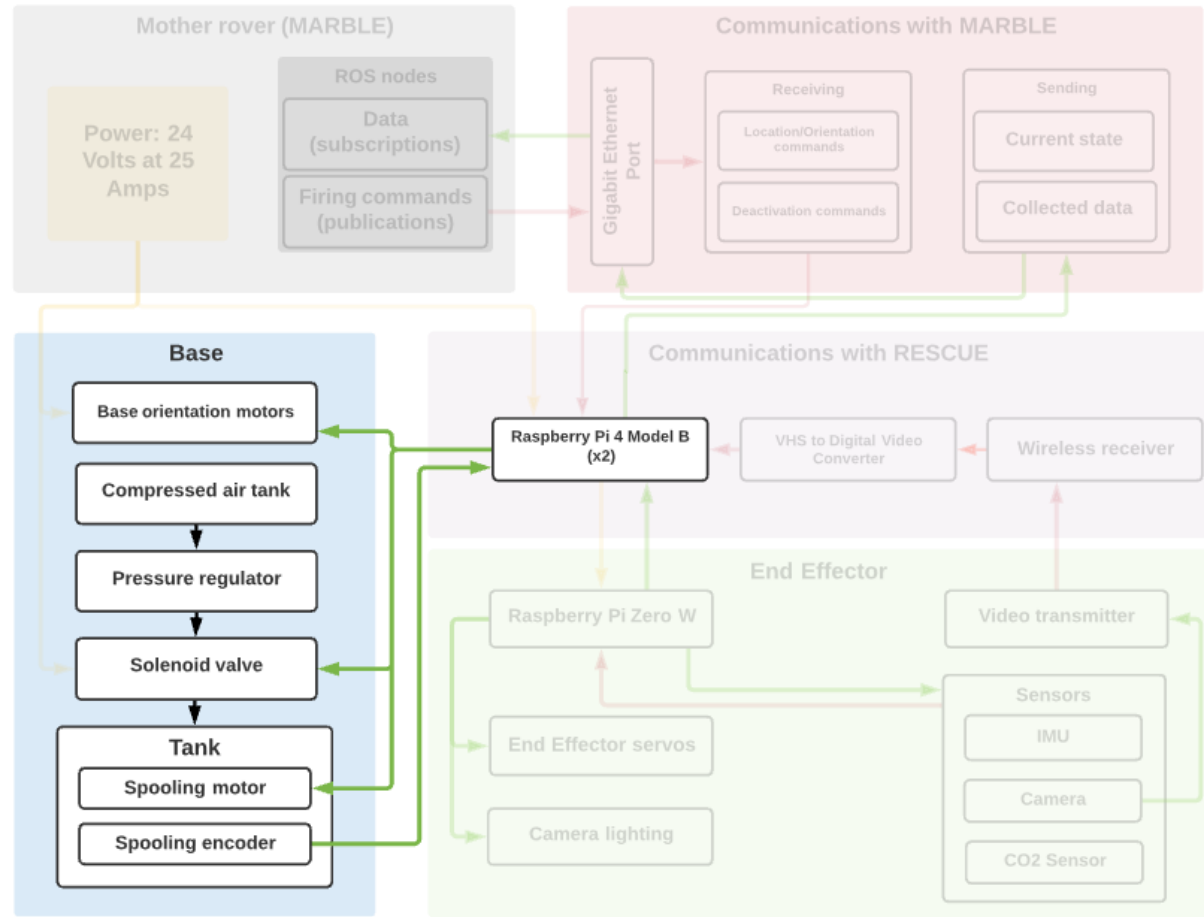 Mother rover (MARBLE)
Power: 24
Volts at 25
Amps
ROS nodes
Data
(subscriptions)
Firing commands
(publications)
Communications with MARBLE
Gigabit Ethernet
Port
Receiving
Location/Orientation
commands
Deactivation commands
Sending
Current state
Collected data
Base
Base orientation motors
Compressed air tank
Pressure regulator
Solenoid valve
Tank
Spooling motor
Spooling encoder
Communications with RESCUE
Raspberry Pi 4 Model B
(x2)
VHS to Digital Video
Converter
Wireless receiver
End Effector
Raspberry Pi Zero W
End Effector servos
Camera lighting
Video transmitter
Sensors
IMU
Camera
CO2 Sensor